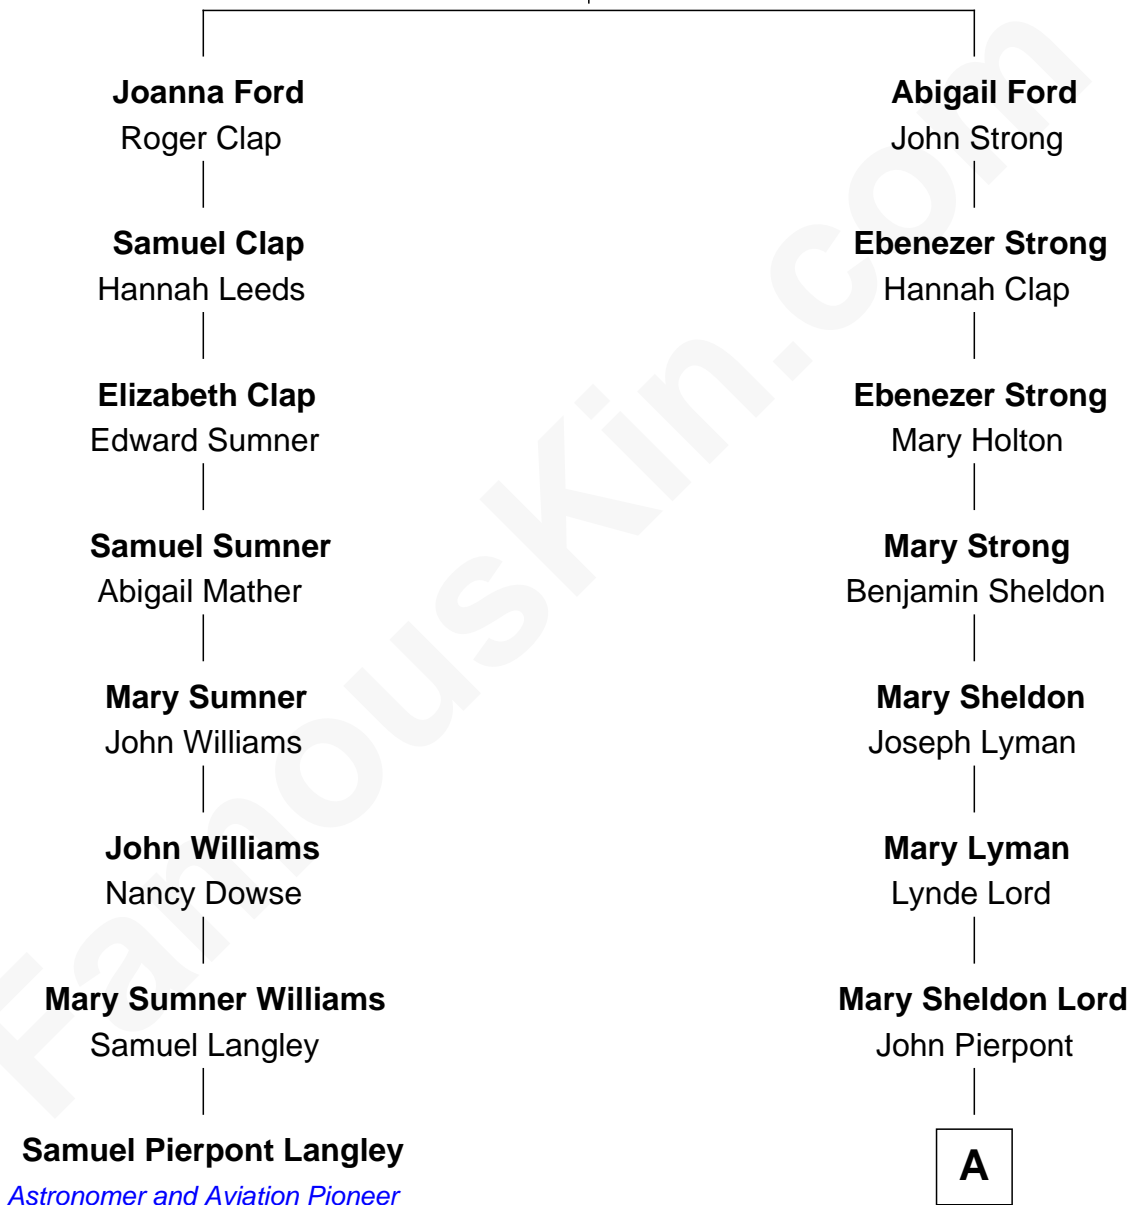 Joanna Ford
Roger Clap
Samuel Clap
Hannah Leeds
Elizabeth Clap
Edward Sumner
Samuel Sumner
Abigail Mather
Mary Sumner
John Williams
John Williams
Nancy Dowse
Mary Sumner Williams
Samuel Langley
Samuel Pierpont Langley
Astronomer and Aviation Pioneer
Abigail Ford
John Strong
Ebenezer Strong
Hannah Clap
Ebenezer Strong
Mary Holton
Mary Strong
Benjamin Sheldon
Mary Sheldon
Joseph Lyman
Mary Lyman
Lynde Lord
Mary Sheldon Lord
John Pierpont
A
FamousKin.com